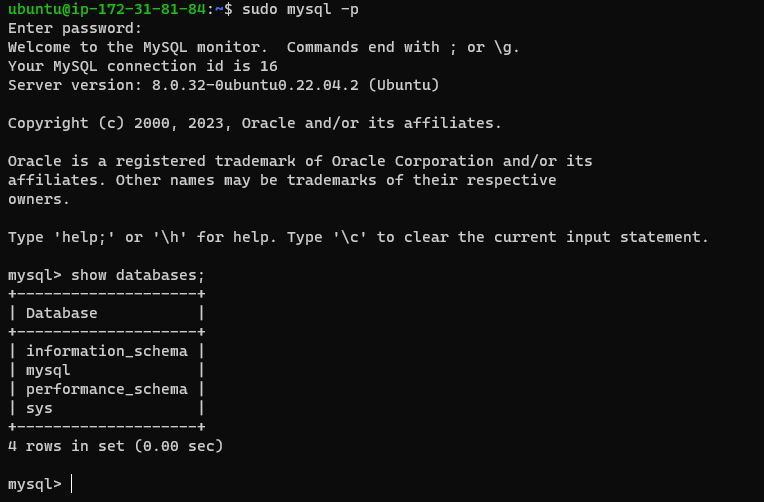 ubuntu@ip-172-31-81-84:~$ sudo mysql -p
Enter password:
Welcome to the MySQL monitor.  Commands end with ; or \g.
Your MySQL connection id is 16
Server version: 8.0.32-0ubuntu0.22.04.2 (Ubuntu)

Copyright (c) 2000, 2023, Oracle and/or its affiliates.

Oracle is a registered trademark of Oracle Corporation and/or its
affiliates. Other names may be trademarks of their respective
owners.

Type 'help;' or '\h' for help. Type '\c' to clear the current input statement.

mysql> show databases;
+--------------------+
| Database           |
+--------------------+
| information_schema |
| mysql              |
| performance_schema |
| sys                |
+--------------------+
4 rows in set (0.00 sec)

mysql>